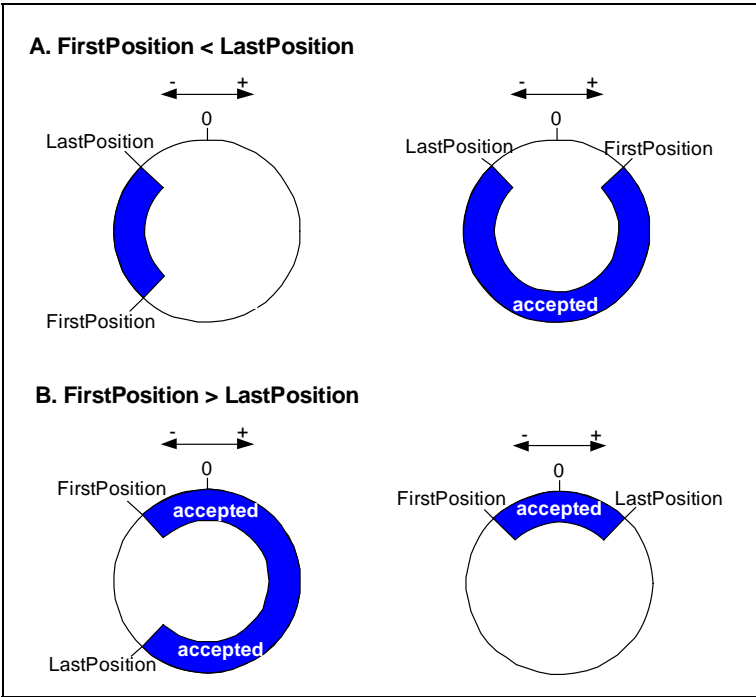 A. FirstPosition < LastPosition
- +
0
LastPosition
FirstPosition
- +
0
LastPosition FirstPosition
accepted
B. FirstPosition > LastPosition
- +
0
FirstPosition
accepted
accepted
LastPosition
- +
0
FirstPosition LastPosition
accepted